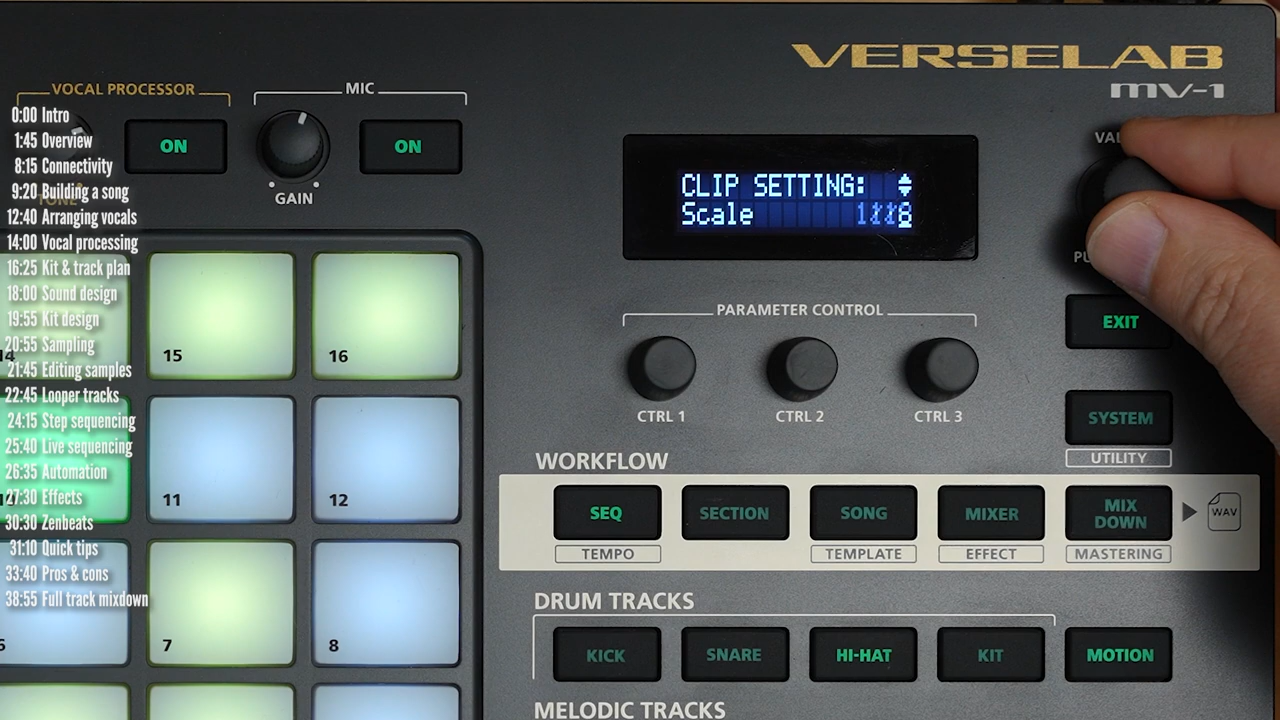 VERSELAB
mv-1
VOCAL PROCESSOR
MIC
ON
ON
GAIN
CLIP SETTING:
Scale
0:00 Intro
1:45 Overview
8:15 Connectivity
9:20 Building a song
12:40 Arranging vocals
14:00 Vocal processing
16:25 Kit & track plan
18:00 Sound design
19:55 Kit design
20:55 Sampling
21:45 Editing samples
22:45 Looper tracks
24:15 Step sequencing
25:40 Live sequencing
26:35 Automation
27:30 Effects
30:30 Zenbeats
31:10 Quick tips
33:40 Pros & cons
38:55 Full track mixdown
15
16
11
12
7
8
EXIT
PARAMETER CONTROL
CTRL 1
CTRL 2
CTRL 3
SYSTEM
UTILITY
WORKFLOW
SEQ
SECTION
SONG
MIXER
MIX
DOWN
WAV
TEMPO
TEMPLATE
EFFECT
MASTERING
DRUM TRACKS
KICK
SNARE
HI-HAT
KIT
MOTION
MELODIC TRACKS